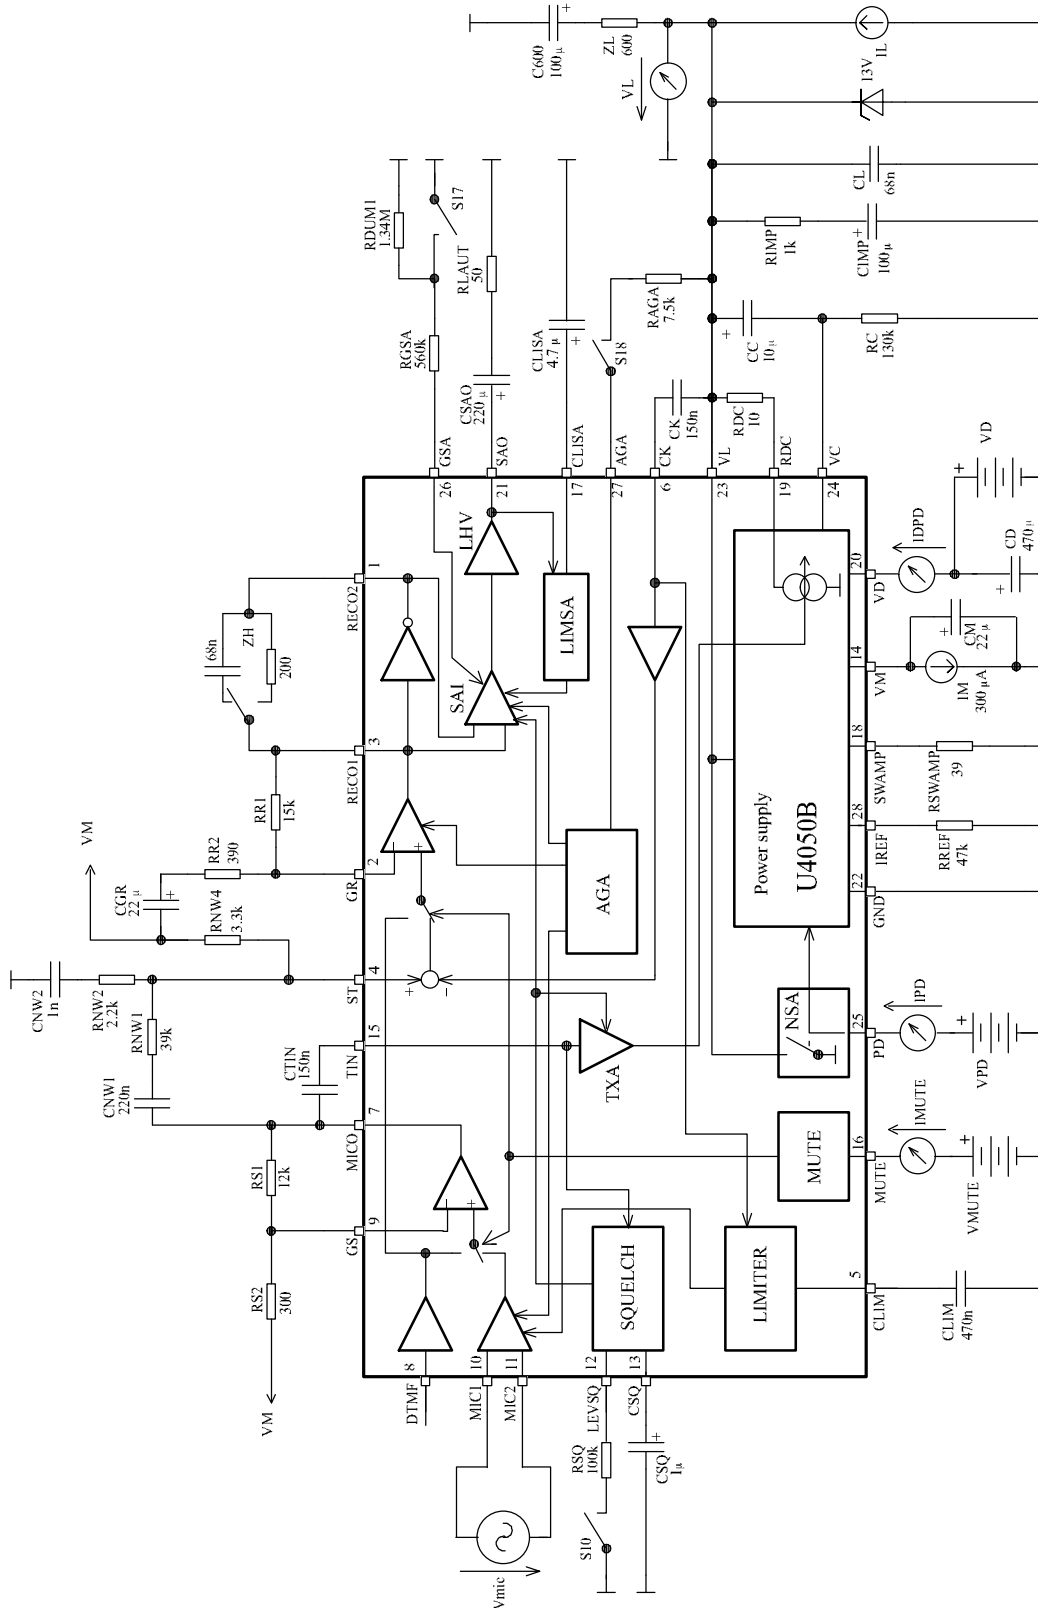 C600
100 µ
ZL
600
VL
13V
IL
RDUM1
1.34M
S17
RLAUT
50
RGSA
560k
CSAO
220 µ
CLISA
4.7 µ
S18
RAGA
7.5k
CL
68n
RIMP
1k
CIMP
100 µ
CC
10 µ
RC
130k
CK
150n
RDC
10
GSA
SAO
CLISA
AGA
CK
VL
RDC
VC
26
21
17
27
6
23
19
24
VD
IDPD
CD
470 µ
68n
ZH
200
RECO2
1
LHV
LIMSA
SAI
20
VD
CM
22 µ
IM
300 µA
14
VM
RECO1
3
18
SWAMP
RSWAMP
39
VM
RR1
15k
RR2
390
CGR
22 µ
RNW4
3.3k
GR
2
AGA
Power supply
U4050B
28
IREF
RREF
47k
22
GND
CNW2
1n
RNW2
2.2k
RNW1
39k
ST
4
+
-
CNW1
220n
CTIN
150n
TIN
15
TXA
NSA
25
PD
IPD
VPD
MICO
7
RS1
12k
MUTE
16
MUTE
IMUTE
VMUTE
GS
9
RS2
300
VM
SQUELCH
LIMITER
5
CLIM
CLIM
470n
8
10
11
12
13
DTMF
MIC1
MIC2
LEVSQ
CSQ
RSQ
100k
CSQ
1µ
S10
Vmic